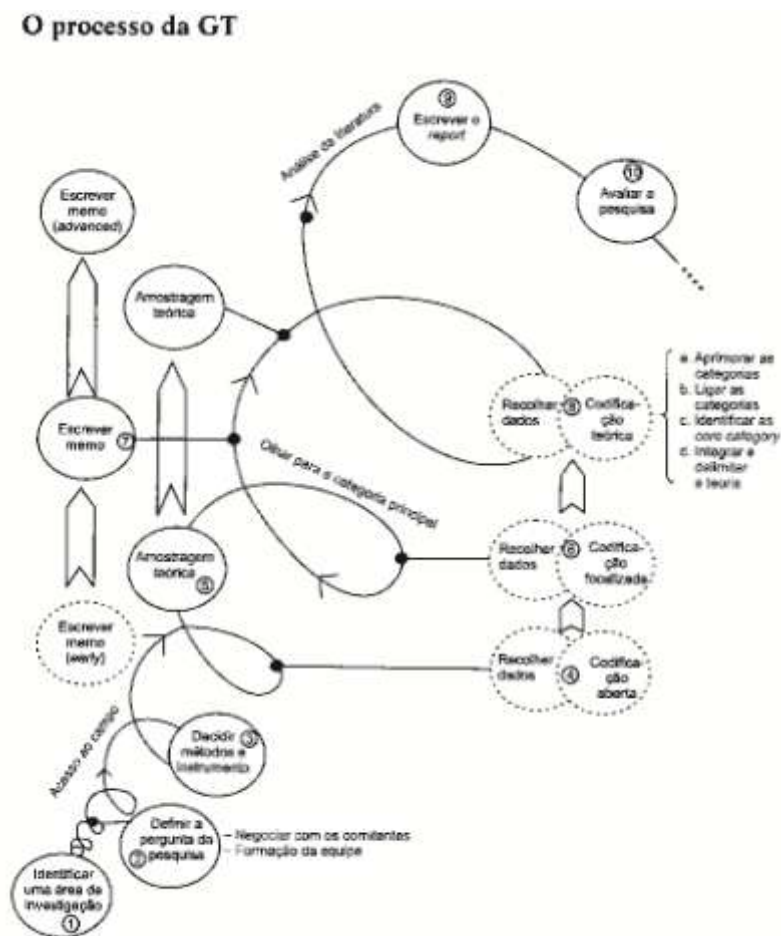 O processo da GT
⑨
Escrever o
report
Análise da literatura
⑩
Avaliar a
pesquisa
Escrever
memo
(advanced)
Amostragem
teórica
Recolher
dados
⑧
Codifica-
ção
teórica
a. Aprimorar as
categorias
b. Ligar as
categorias
c. Identificar as
core category
d. Integrar e
delimitar
a teoria
Escrever
memo
⑦
Olhar para a categoria principal
Amostragem
teórica
⑤
Recolher
dados
⑥
Codifica-
ção
focalizada
Escrever
memo
(early)
Recolher
dados
④
Codifica-
ção
aberta
Acesso ao campo
Decidir
③
métodos e
instrumento
Definir a
pergunta da
②
pesquisa
– Negociar com os comitentes
– Formação da equipe
Identificar
uma área de
investigação
①